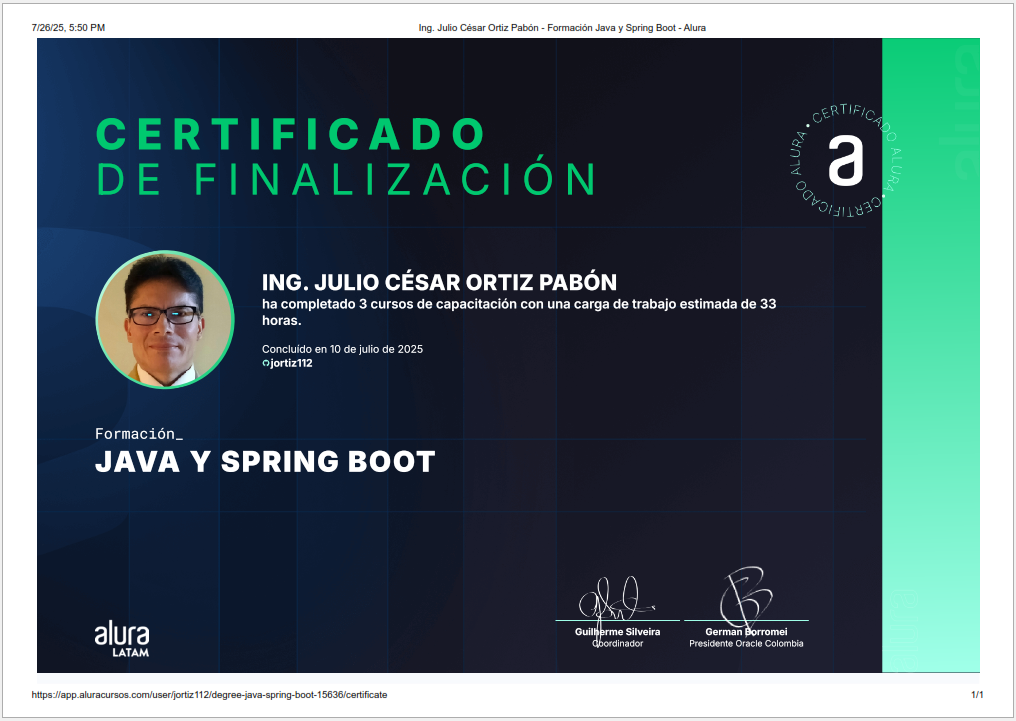 7/26/25, 5:50 PM
Ing. Julio César Ortiz Pabón - Formación Java y Spring Boot - Alura
CERTIFICADO
DE FINALIZACIÓN
CERTIFICADO ALURA • CERTIFICADO ALURA •
a
alura
ING. JULIO CÉSAR ORTIZ PABÓN
ha completado 3 cursos de capacitación con una carga de trabajo estimada de 33
horas.
Concluído en 10 de julio de 2025
jortiz112
Formación_
JAVA Y SPRING BOOT
alura
LATAM
Guilherme Silveira
Coordinador
German Borromei
Presidente Oracle Colombia
https://app.aluracursos.com/user/jortiz112/degree-java-spring-boot-15636/certificate
1/1